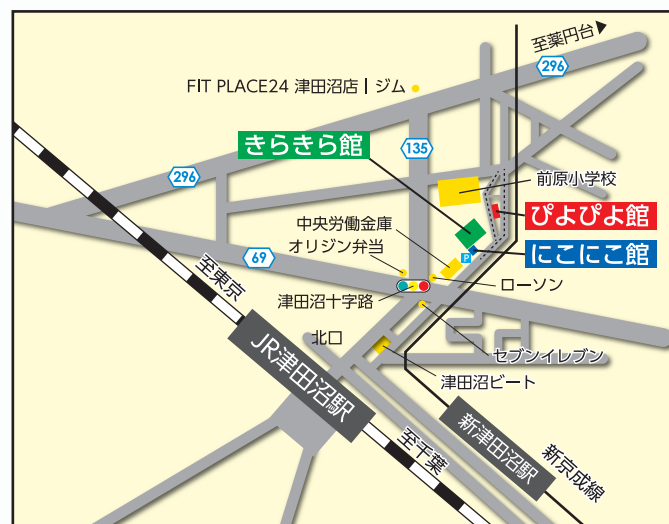 至薬円台
296
FIT PLACE24 津田沼店 | ジム
きらきら館
135
296
前原小学校
ぴよぴよ館
中央労働金庫
オリジン弁当
にこにこ館
P
69
ローソン
至東京
津田沼十字路
北口
セブンイレブン
JR津田沼駅
津田沼ビート
至千葉
新津田沼駅
新京成線